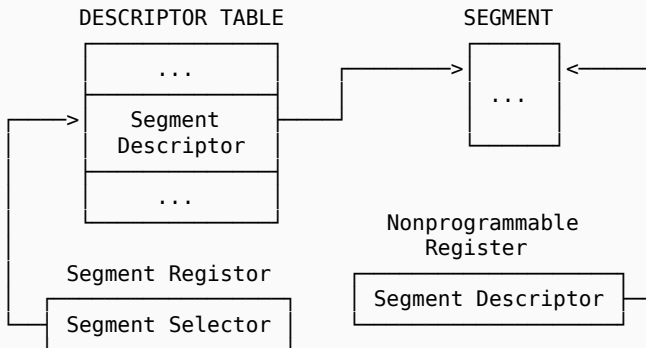 DESCRIPTOR TABLE
SEGMENT
...
Segment
Descriptor
...
...
Nonprogrammable
Register
Segment Registor
Segment Selector
Segment Descriptor